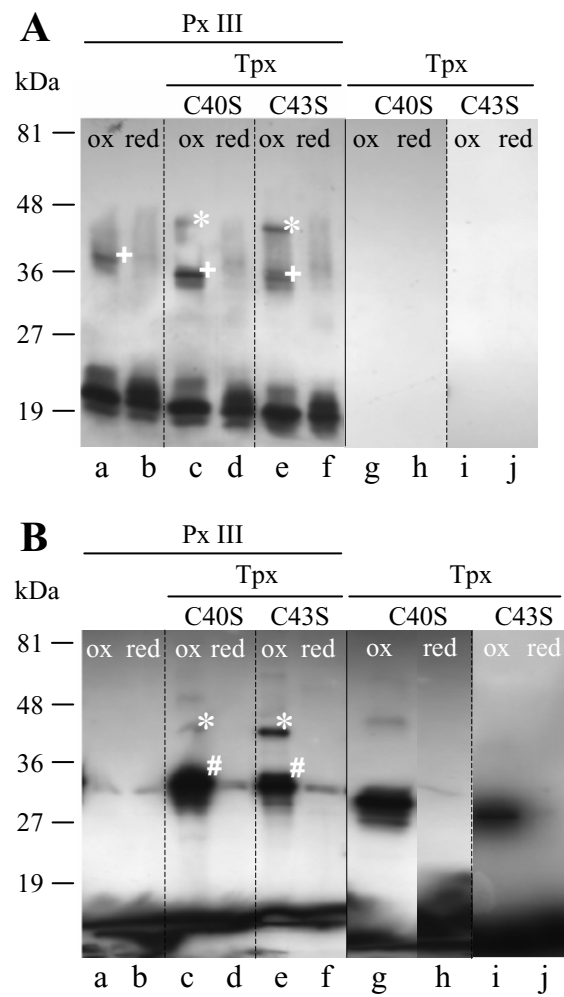 A
Px III
Tpx Tpx
kDa C40S C43S C40S C43S
81 ox red ox red ox red ox red ox red
48 * *
36 + + +
27
19
a b c d e f g h i j
B
Px III
Tpx Tpx
kDa C40S C43S C40S C43S
81 ox red ox red ox red ox red ox red
48 * *
36 # #
27
19
a b c d e f g h i j